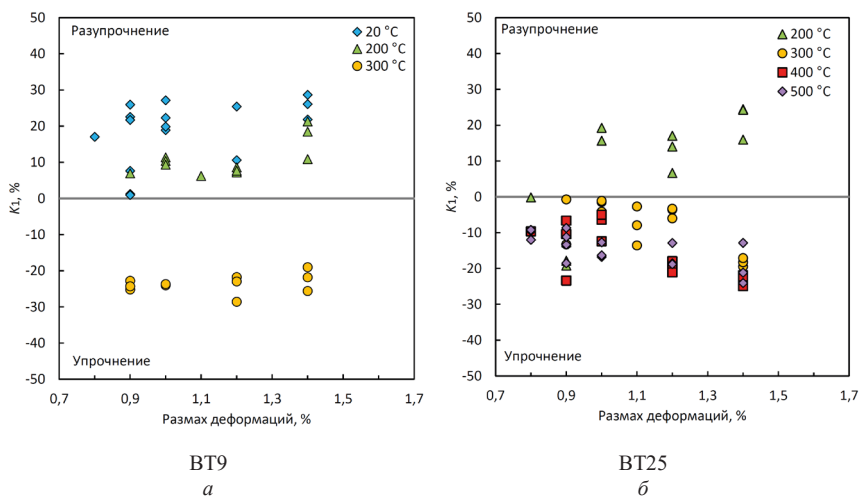 50
40
30
20
10
0
-10
-20
-30
-40
-50
K1, %
Разупрочнение
20 °C
200 °C
300 °C
Упрочнение
0,7 0,9 1,1 1,3 1,5 1,7
Размах деформаций, %
ВТ9
а
50
40
30
20
10
0
-10
-20
-30
-40
-50
K1, %
Разупрочнение
200 °C
300 °C
400 °C
500 °C
Упрочнение
0,7 0,9 1,1 1,3 1,5 1,7
Размах деформаций, %
ВТ25
б